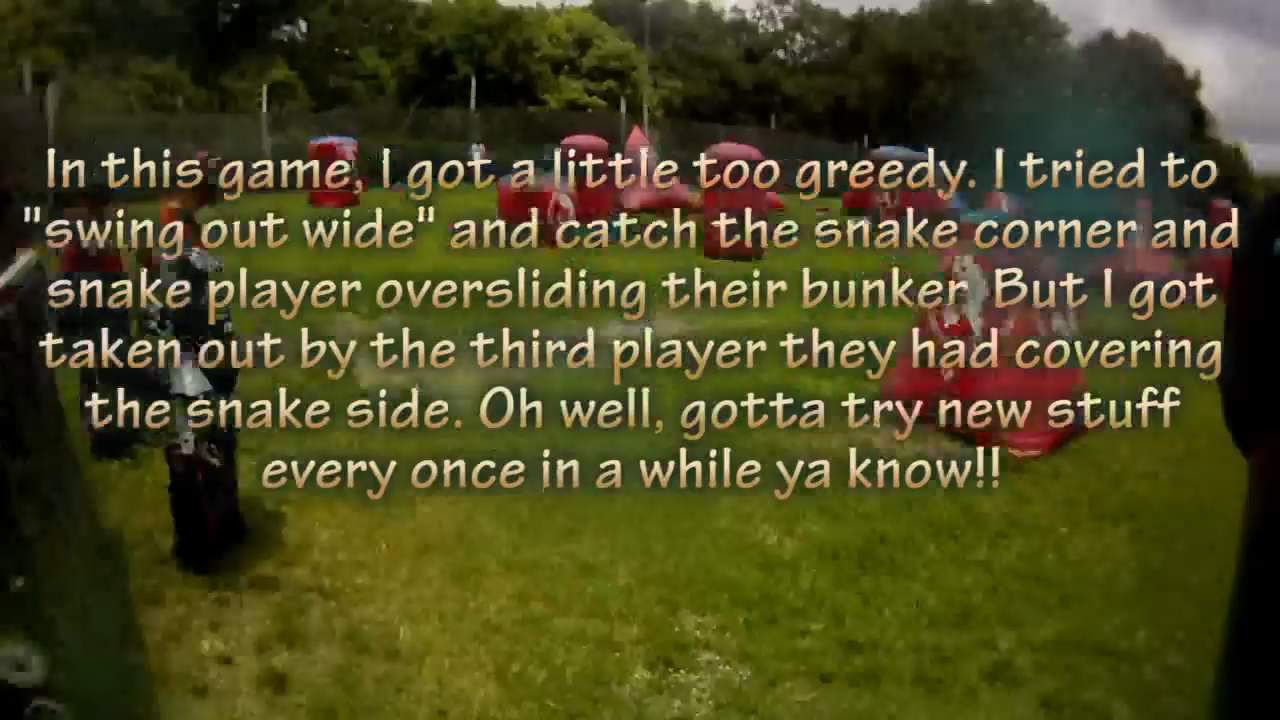 In this game, I got a little too greedy. I tried to
"swing out wide" and catch the snake corner and
snake player oversliding their bunker. But I got
taken out by the third player they had covering
the snake side. Oh well, gotta try new stuff
every once in a while ya know!!